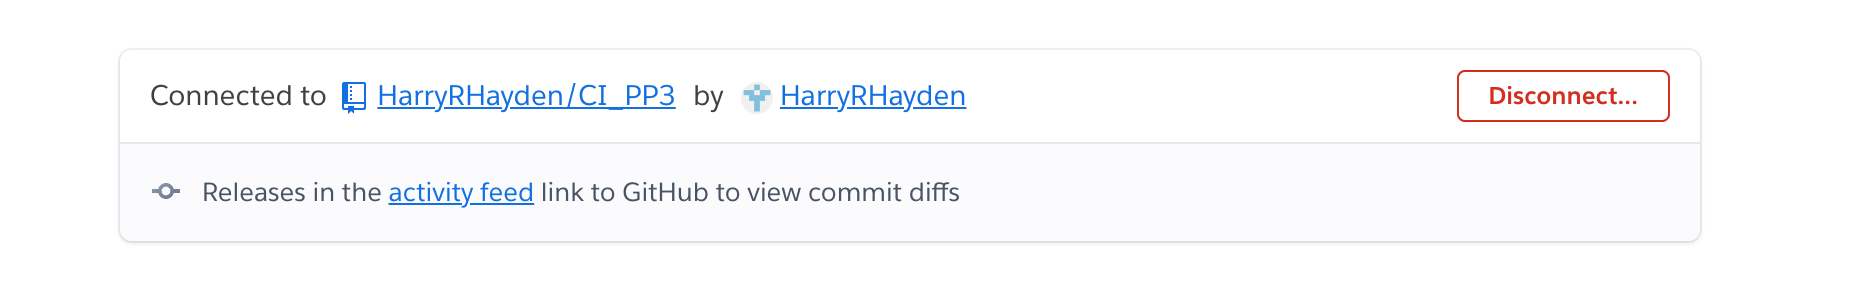 Connected to HarryRHayden/CI_PP3 by HarryRHayden Disconnect...
Releases in the activity feed link to GitHub to view commit diffs